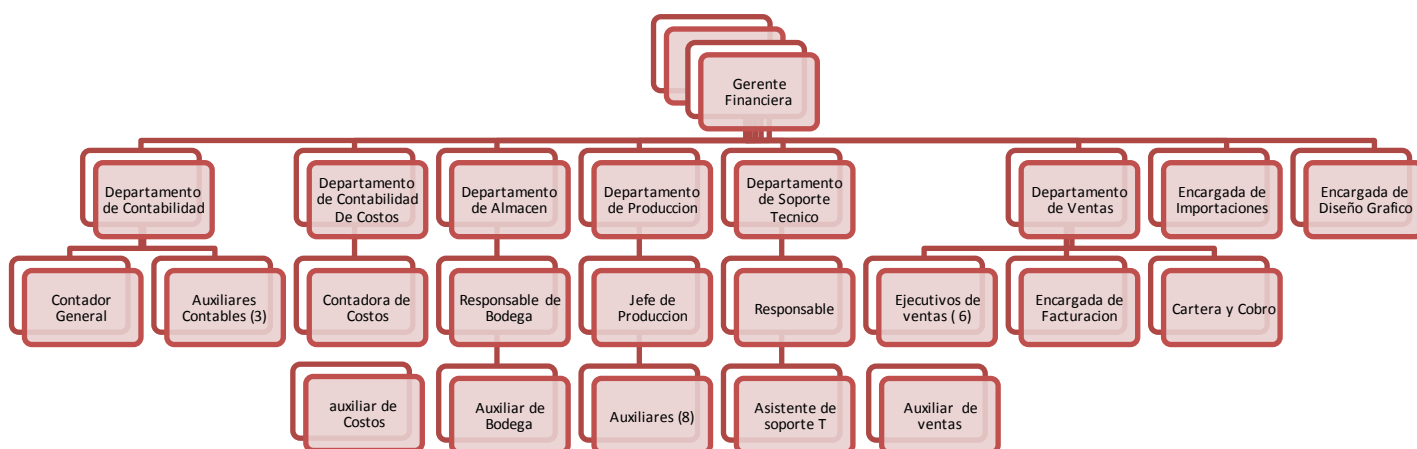 Gerente
Financiera
Departamento
de Contabilidad
Departamento
de Contabilidad
De Costos
Departamento
de Almacen
Departamento
de Produccion
Departamento
de Soporte
Tecnico
Departamento
de Ventas
Encargada de
Importaciones
Encargada de
Diseño Grafico
Contador
General
Auxiliares
Contables (3)
Contadora de
Costos
Responsable de
Bodega
Jefe de
Produccion
Responsable
Ejecutivos de
ventas ( 6)
Encargada de
Facturacion
Cartera y Cobro
auxiliar de
Costos
Auxiliar de
Bodega
Auxiliares (8)
Asistente de
soporte T
Auxiliar de
ventas